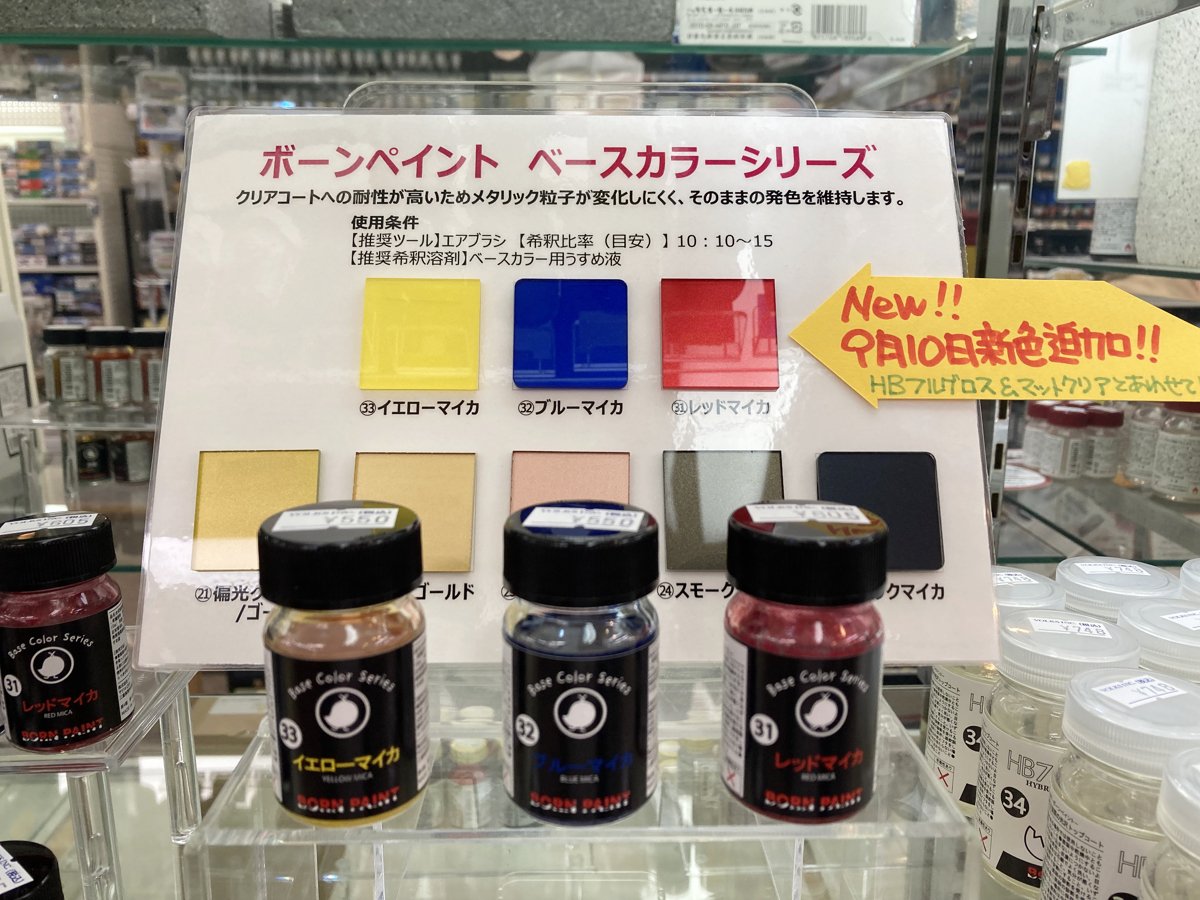 ボーンペイント ベースカラーシリーズ
クリアコートへの耐性が高いためメタリック粒子が変化しにくく、そのままの発色を維持します。
使用条件
【推奨ツール】エアブラシ 【希釈比率(目安)】 10:10～15
【推奨希釈溶剤】ベースカラー用うすめ液
㉝イエローマイカ
㉜ブルーマイカ
㉛レッドマイカ
New!!
9月10日新色追加!!
HBフルグロス&マットクリアとあわせて
㉑偏光
ゴールド
㉔スモーク
クマイカ
¥605
¥550
¥550
Base Color Series
31
レッドマイカ
RED MICA
BORN PAINT
Base Color Series
33
イエローマイカ
YELLOW MICA
BORN PAINT
Base Color Series
32
ブルーマイカ
BLUE MICA
BORN PAINT
Base Color Series
31
レッドマイカ
RED MICA
BORN PAINT
¥748
¥748
¥748
34
HB7
34